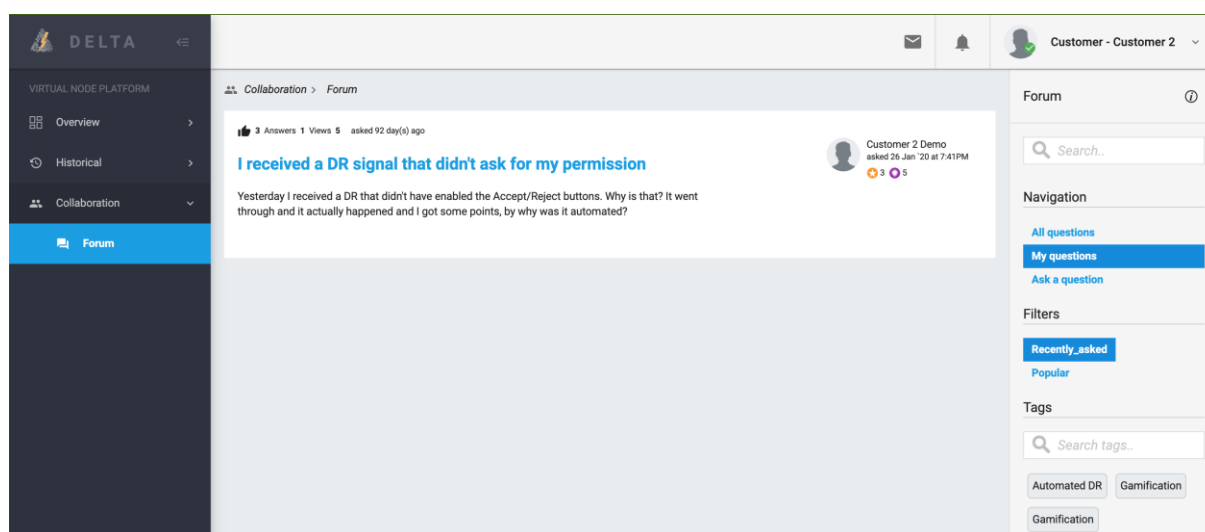 DELTA
Customer - Customer 2
VIRTUAL NODE PLATFORM
Overview
Historical
Collaboration
Forum
Collaboration > Forum
3 Answers 1 Views 5 asked 92 day(s) ago
I received a DR signal that didn't ask for my permission
Yesterday I received a DR that didn't have enabled the Accept/Reject buttons. Why is that? It went
through and it actually happened and I got some points, by why was it automated?
Customer 2 Demo
asked 26 Jan `20 at 7:41PM
3 5
Forum
Search..
Navigation
All questions
My questions
Ask a question
Filters
Recently_asked
Popular
Tags
Search tags..
Automated DR Gamification
Gamification